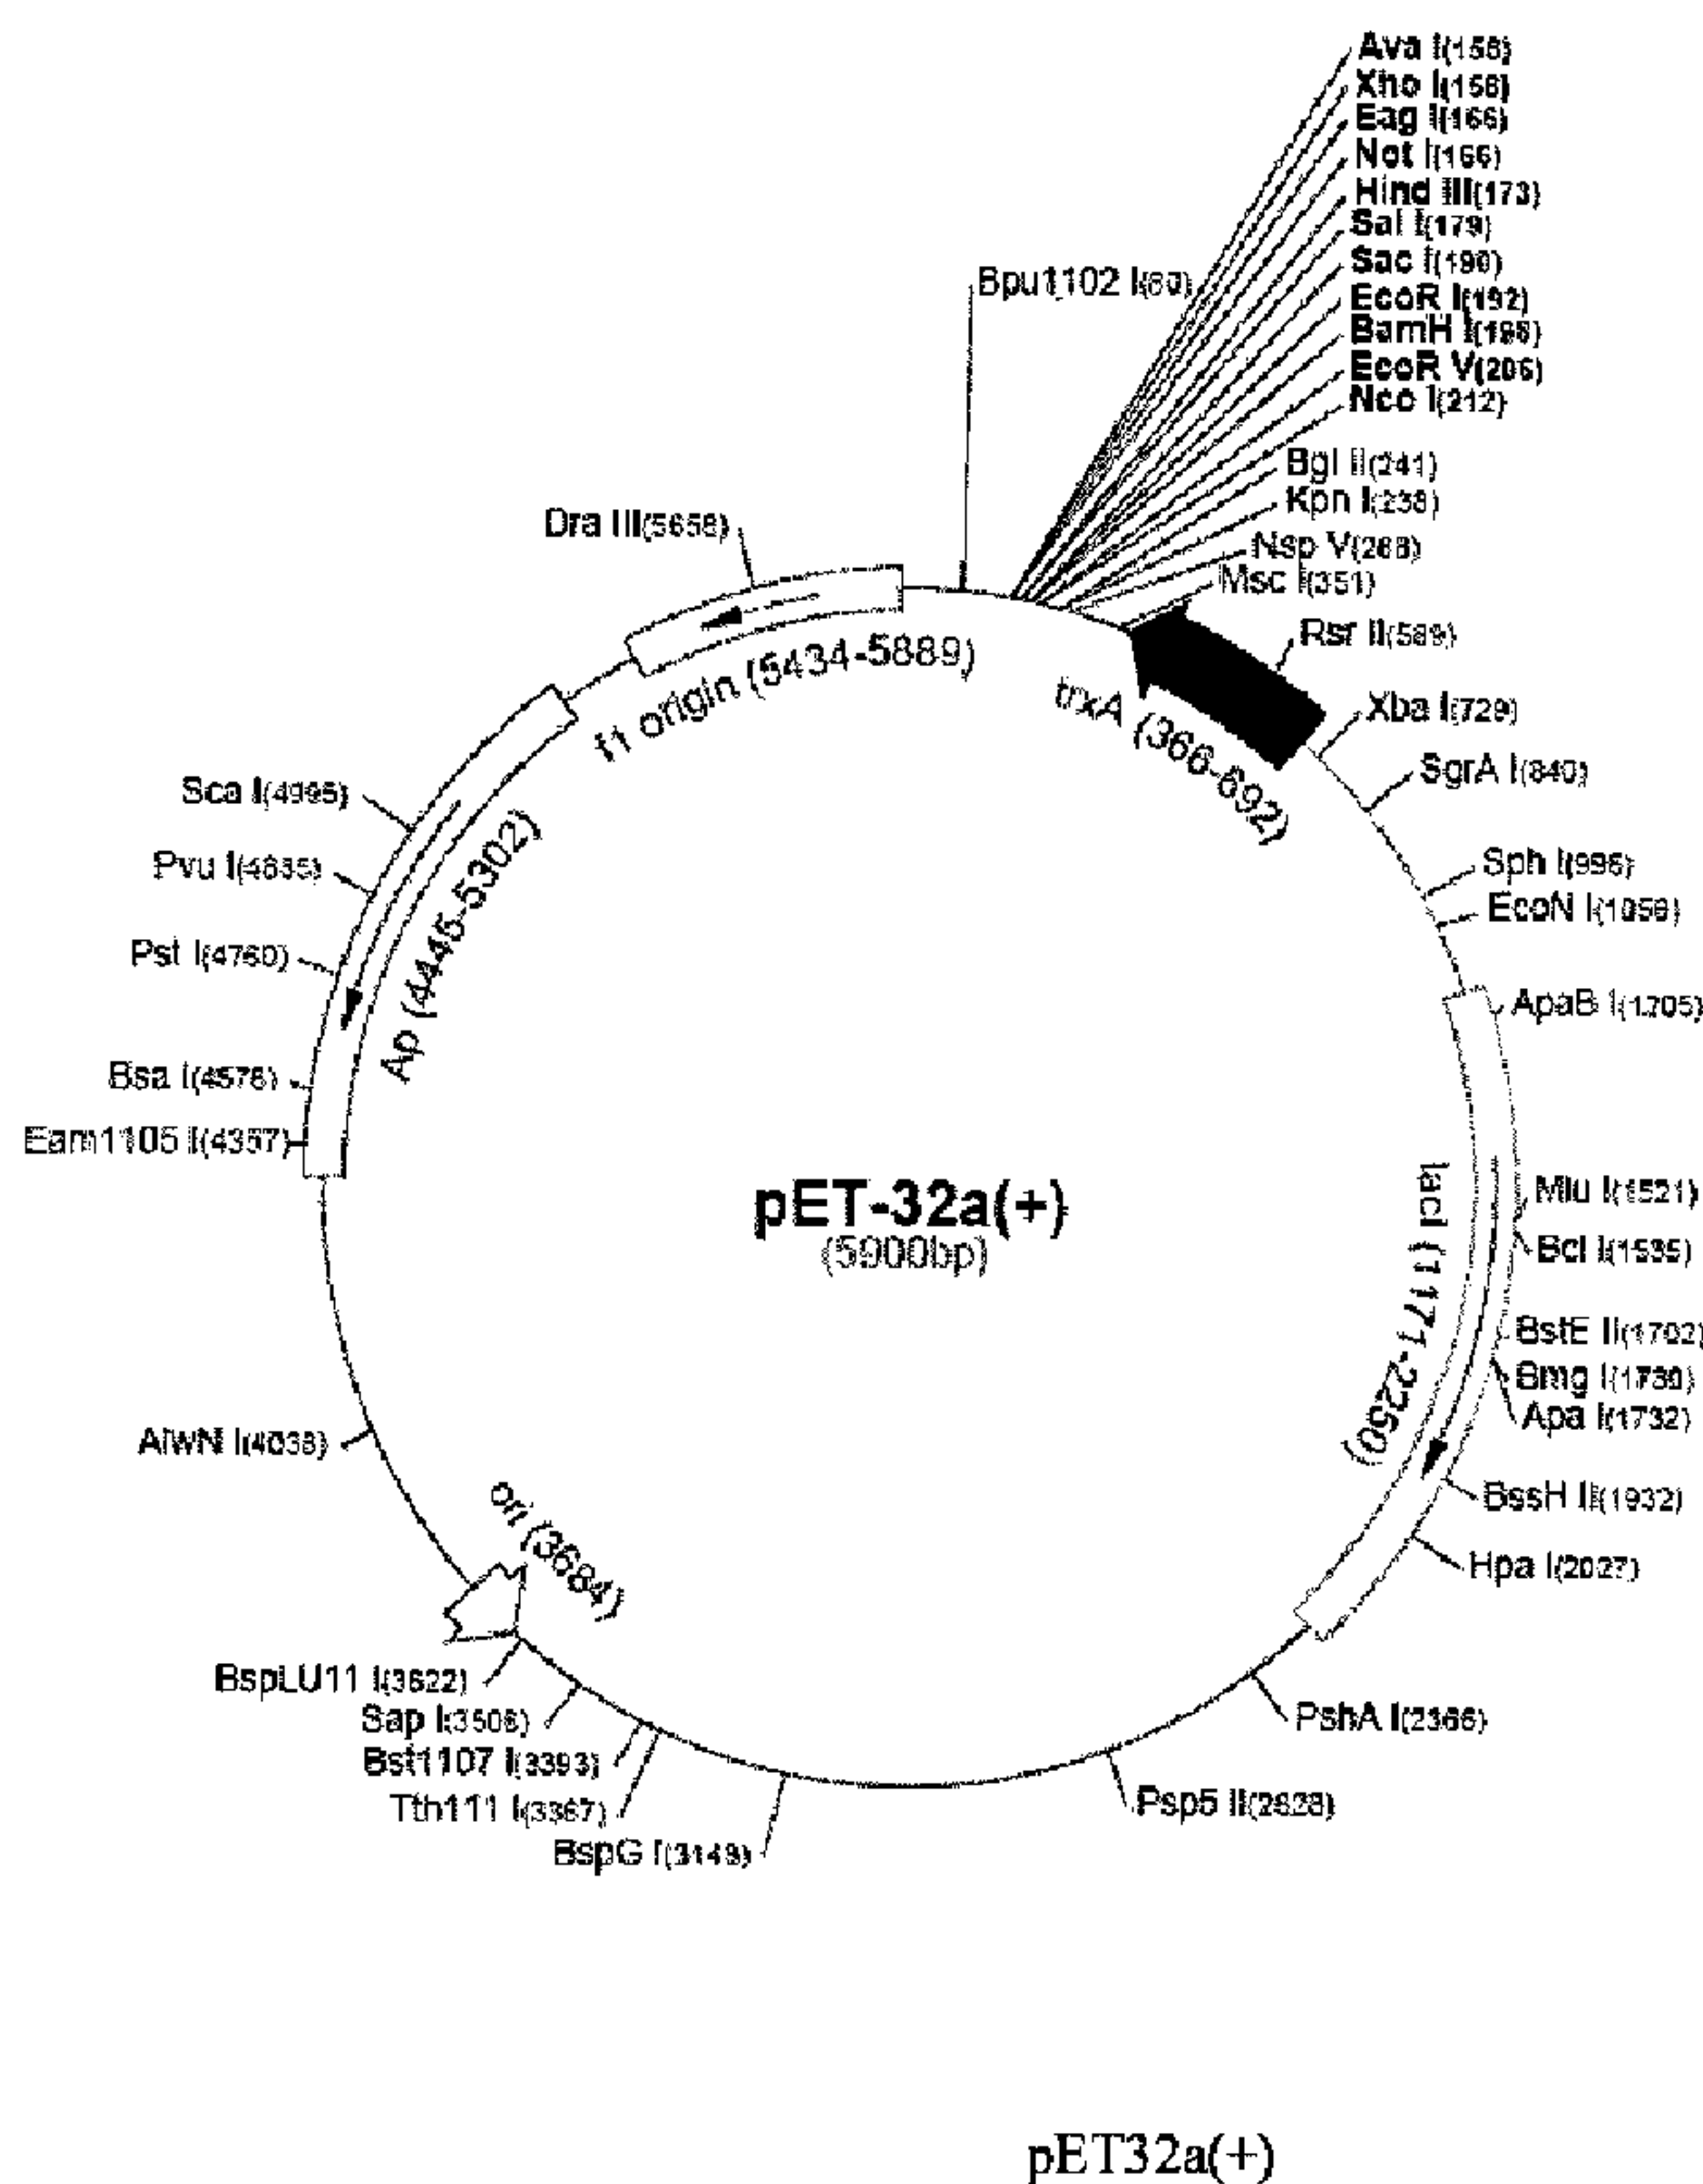 Ava I(158)
Xho I(158)
Eag I(166)
Not I(166)
Hind III(173)
Sal I(179)
Sac I(190)
EcoR I(192)
BamH I(198)
EcoR V(206)
Nco I(212)
Bpu1102 I(80)
Bgl II(241)
Kpn I(238)
Nsp V(268)
Msc I(351)
Rsr II(589)
Xba I(729)
SgrA I(840)
Sph I(996)
EcoN I(1056)
ApaB I(1205)
Mlu I(1521)
Bcl I(1535)
BstE II(1702)
Bmg I(1730)
Apa I(1732)
BssH II(1932)
Hpa I(2027)
PshA I(2366)
Psp5 II(2628)
BspG I(3148)
Tth111 I(3367)
Bst1107 I(3393)
Sap I(3506)
BspLU11 I(3622)
AlwN I(4038)
Eam1105 I(4357)
Bsa I(4576)
Pst I(4760)
Pvu I(4885)
Sca I(4995)
Dra III(5658)
f1 origin (5434-5889)
trxA (366-692)
Ap (4445-5302)
lacI (1171-2250)
ori (3684)
pET-32a(+)
(5900bp)
pET32a(+)